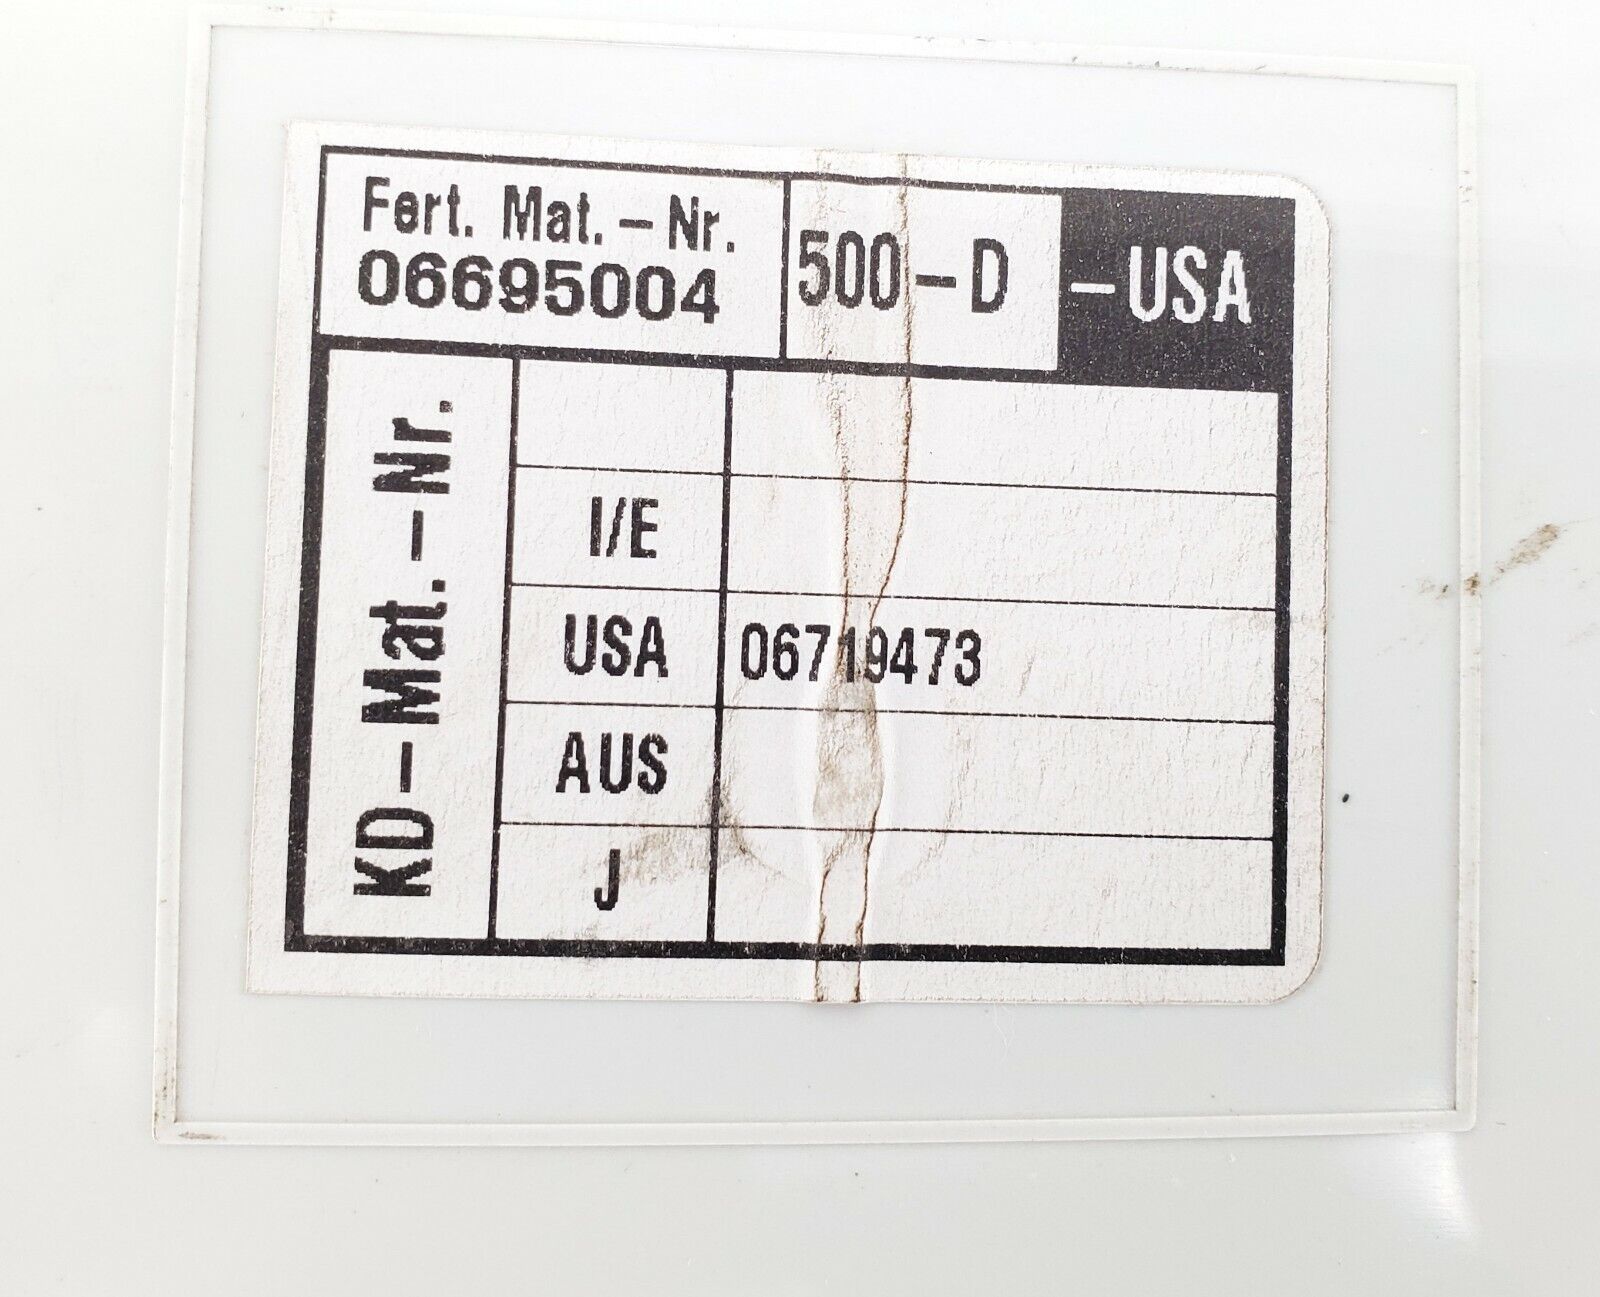 Fert. Mat.-Nr.
06695004
500-D -USA
KD-Mat.-Nr.
I/E
USA 06719473
AUS
J